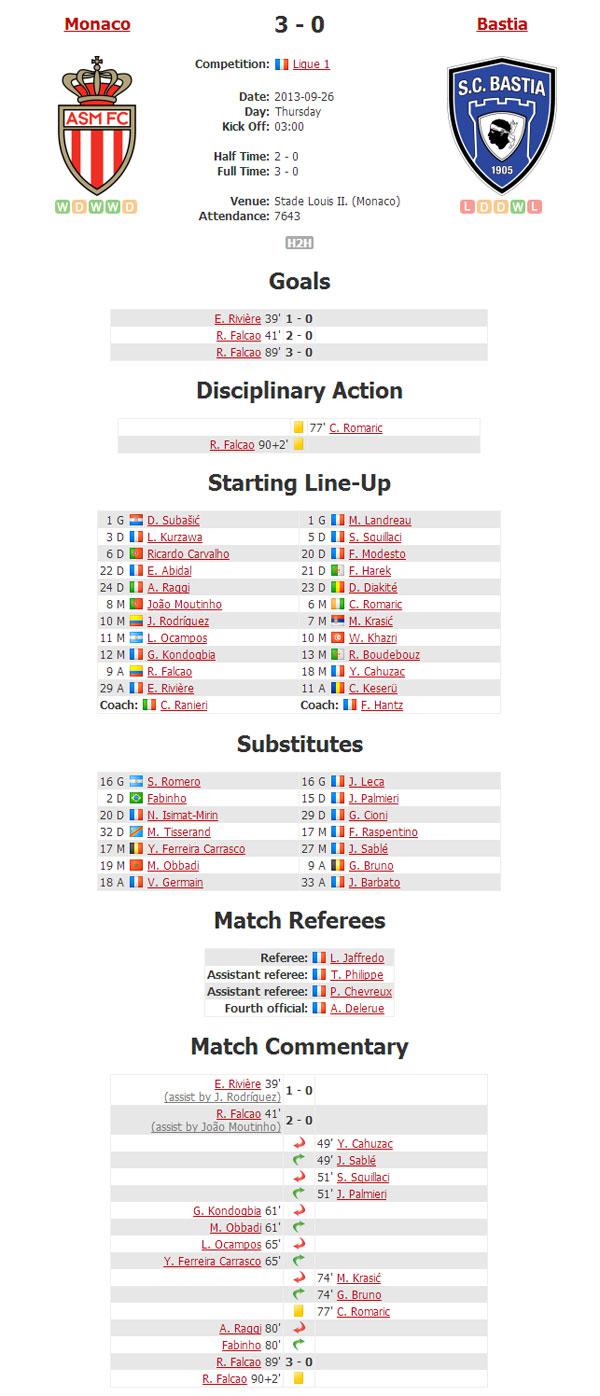 Monaco 3 - 0 Bastia
ASM FC
S.C. BASTIA
1905
Competition: Ligue 1
Date: 2013-09-26
Day: Thursday
Kick Off: 03:00
Half Time: 2 - 0
Full Time: 3 - 0
Venue: Stade Louis II. (Monaco)
Attendance: 7643
W D W W D
L D D W L
H2H
Goals
E. Rivière 39' 1 - 0
R. Falcao 41' 2 - 0
R. Falcao 89' 3 - 0
Disciplinary Action
77' C. Romaric
R. Falcao 90+2'
Starting Line-Up
1 G D. Subašić 1 G M. Landreau
3 D L. Kurzawa 5 D S. Squillaci
6 D Ricardo Carvalho 20 D F. Modesto
22 D E. Abidal 21 D F. Harek
24 D A. Raggi 23 D D. Diakité
8 M João Moutinho 6 M C. Romaric
10 M J. Rodríguez 7 M M. Krasić
11 M L. Ocampos 10 M W. Khazri
12 M G. Kondogbia 13 M R. Boudebouz
9 A R. Falcao 18 M Y. Cahuzac
29 A E. Rivière 11 A C. Keserü
Coach: C. Ranieri Coach: F. Hantz
Substitutes
16 G S. Romero 16 G J. Leca
2 D Fabinho 15 D J. Palmieri
20 D N. Isimat-Mirin 29 D G. Cioni
32 D M. Tisserand 17 M F. Raspentino
17 M Y. Ferreira Carrasco 27 M J. Sablé
19 M M. Obbadi 9 A G. Bruno
18 A V. Germain 33 A J. Barbato
Match Referees
Referee: L. Jaffredo
Assistant referee: T. Philippe
Assistant referee: P. Chevreux
Fourth official: A. Delerue
Match Commentary
E. Rivière 39' 1 - 0
(assist by J. Rodríguez)
R. Falcao 41' 2 - 0
(assist by João Moutinho)
49' Y. Cahuzac
49' J. Sablé
51' S. Squillaci
51' J. Palmieri
G. Kondogbia 61'
M. Obbadi 61'
L. Ocampos 65'
Y. Ferreira Carrasco 65'
74' M. Krasić
74' G. Bruno
77' C. Romaric
A. Raggi 80'
Fabinho 80'
R. Falcao 89' 3 - 0
R. Falcao 90+2'